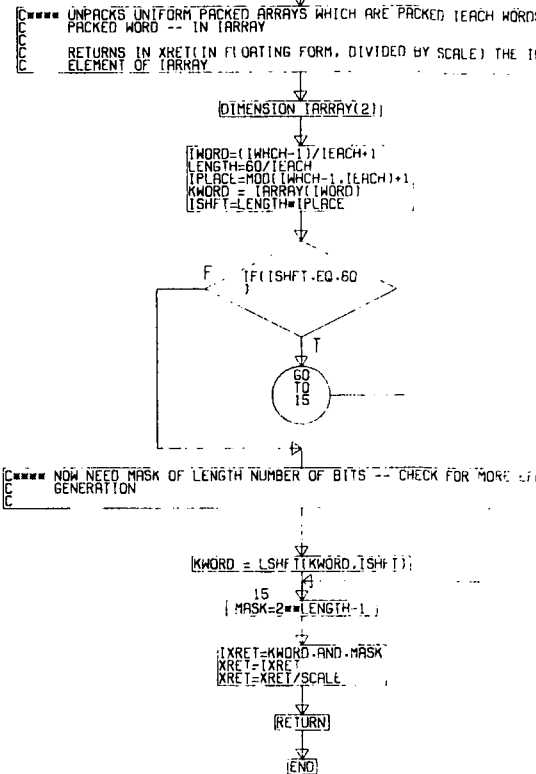 C**** UNPACKS UNIFORM PACKED ARRAYS WHICH ARE PACKED IEACH WORDS
C PACKED WORD -- IN IARRAY
C
C RETURNS IN XRET(IN FLOATING FORM, DIVIDED BY SCALE) THE
C ELEMENT OF IARRAY
DIMENSION IARRAY(2)
IWORD=(IWHCH-1)/IEACH+1
LENGTH=60/IEACH
IPLACE=MOD(IWHCH-1,IEACH)+1
KWORD = IARRAY(IWORD)
ISHFT=LENGTH*IPLACE
F
IF(ISHFT.EQ.60
)
T
GO
TO
15
C**** NOW NEED MASK OF LENGTH NUMBER OF BITS -- CHECK FOR MORE
C GENERATION
C
KWORD = LSHFT(KWORD,ISHFT)
15
MASK=2**LENGTH-1
IXRET=KWORD.AND.MASK
XRET=IXRET
XRET=XRET/SCALE
RETURN
END